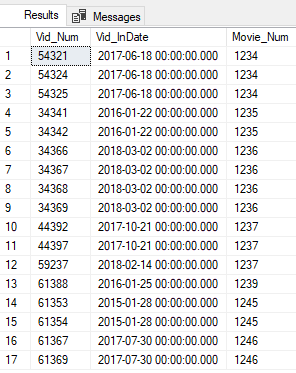 Results Messages
Vid_Num Vid_InDate Movie_Num
1 54321 2017-06-18 00:00:00.000 1234
2 54324 2017-06-18 00:00:00.000 1234
3 54325 2017-06-18 00:00:00.000 1234
4 34341 2016-01-22 00:00:00.000 1235
5 34342 2016-01-22 00:00:00.000 1235
6 34366 2018-03-02 00:00:00.000 1236
7 34367 2018-03-02 00:00:00.000 1236
8 34368 2018-03-02 00:00:00.000 1236
9 34369 2018-03-02 00:00:00.000 1236
10 44392 2017-10-21 00:00:00.000 1237
11 44397 2017-10-21 00:00:00.000 1237
12 59237 2018-02-14 00:00:00.000 1237
13 61388 2016-01-25 00:00:00.000 1239
14 61353 2015-01-28 00:00:00.000 1245
15 61354 2015-01-28 00:00:00.000 1245
16 61367 2017-07-30 00:00:00.000 1246
17 61369 2017-07-30 00:00:00.000 1246